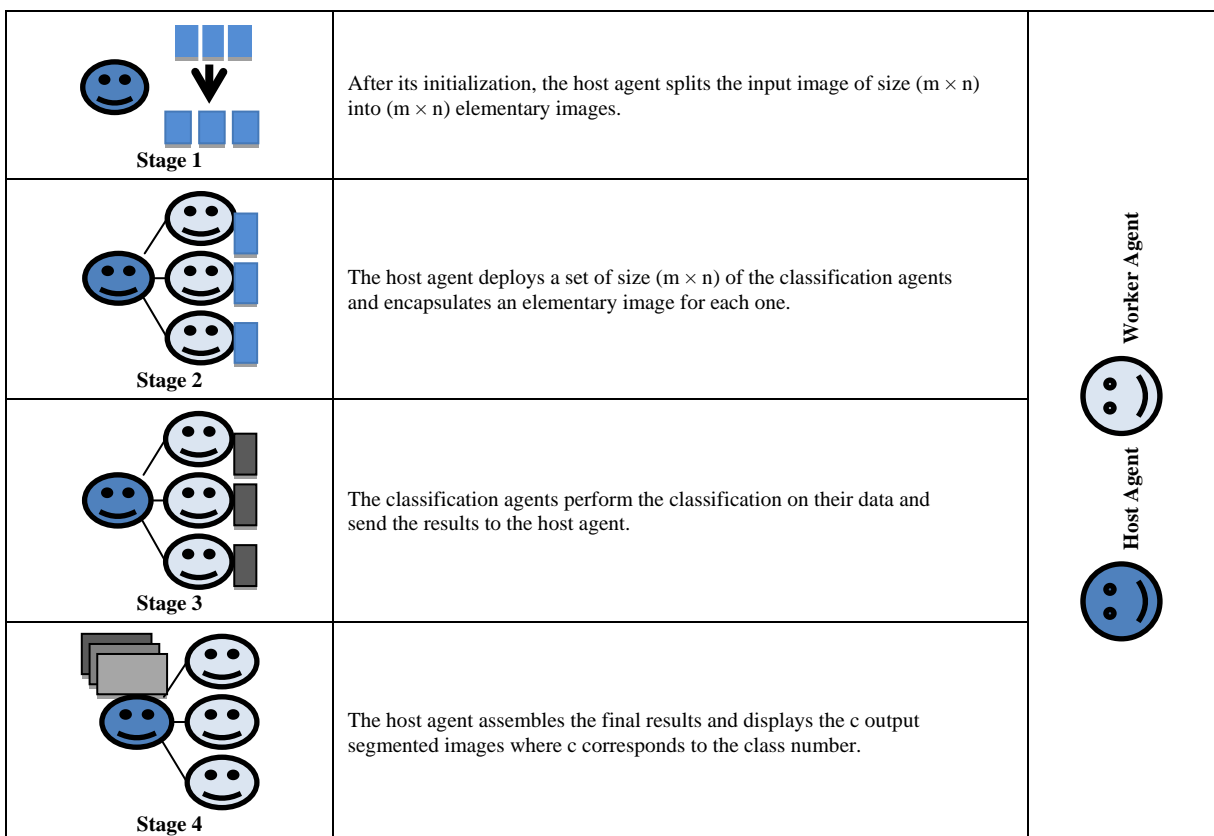 Stage 1
After its initialization, the host agent splits the input image of size (m × n)
into (m × n) elementary images.
Stage 2
The host agent deploys a set of size (m × n) of the classification agents
and encapsulates an elementary image for each one.
Stage 3
The classification agents perform the classification on their data and
send the results to the host agent.
Stage 4
The host agent assembles the final results and displays the c output
segmented images where c corresponds to the class number.
Host Agent
Worker Agent